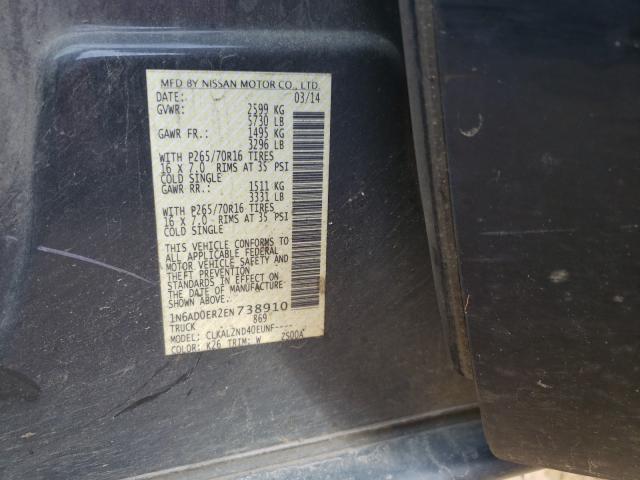 MFD BY NISSAN MOTOR CO., LTD.
DATE: 03/14
GVWR: 2599 KG
5730 LB
GAWR FR.: 1495 KG
3296 LB
WITH P265/70R16 TIRES
16 X 7.0 RIMS AT 35 PSI
COLD SINGLE
GAWR RR.: 1511 KG
3331 LB
WITH P265/70R16 TIRES
16 X 7.0 RIMS AT 35 PSI
COLD SINGLE
THIS VEHICLE CONFORMS TO
ALL APPLICABLE FEDERAL
MOTOR VEHICLE SAFETY AND
THEFT PREVENTION
STANDARDS IN EFFECT ON
THE DATE OF MANUFACTURE
SHOWN ABOVE.
1N6AD0ER2EN738910
TRUCK 869
MODEL: CLKALZND40EUNF----
COLOR: K26 TRIM: W 2500A